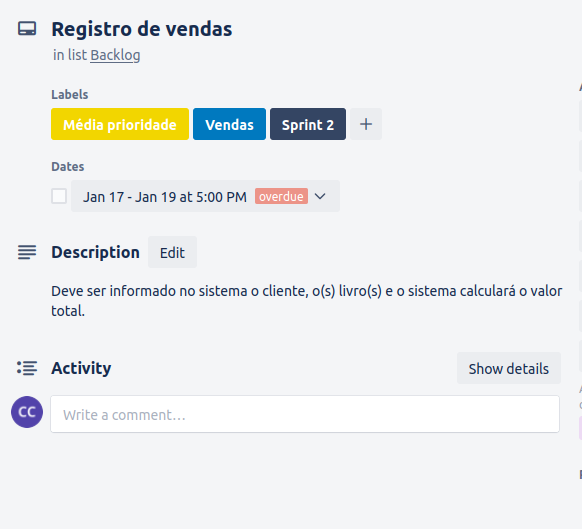 Registro de vendas
in list Backlog
Labels
Média prioridade Vendas Sprint 2
Dates
Jan 17 - Jan 19 at 5:00 PM overdue
Description Edit
Deve ser informado no sistema o cliente, o(s) livro(s) e o sistema calculará o valor
total.
Activity Show details
CC Write a comment…